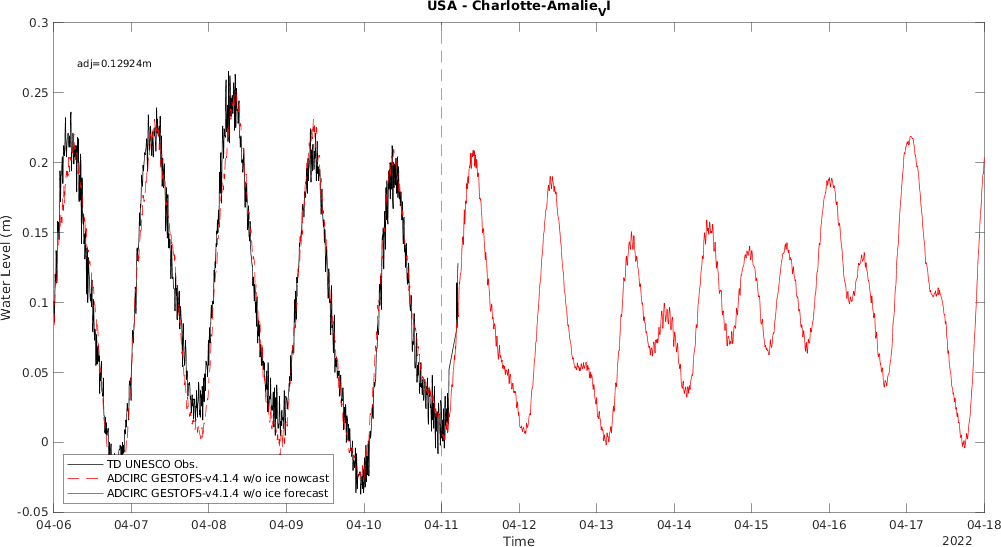 USA - Charlotte-Amalie_VI
adj=0.12924m
Water Level (m)
0.3
0.25
0.2
0.15
0.1
0.05
0
-0.05
TD UNESCO Obs.
ADCIRC GESTOFS-v4.1.4 w/o ice nowcast
ADCIRC GESTOFS-v4.1.4 w/o ice forecast
04-06 04-07 04-08 04-09 04-10 04-11 04-12 04-13 04-14 04-15 04-16 04-17 04-18
Time
2022